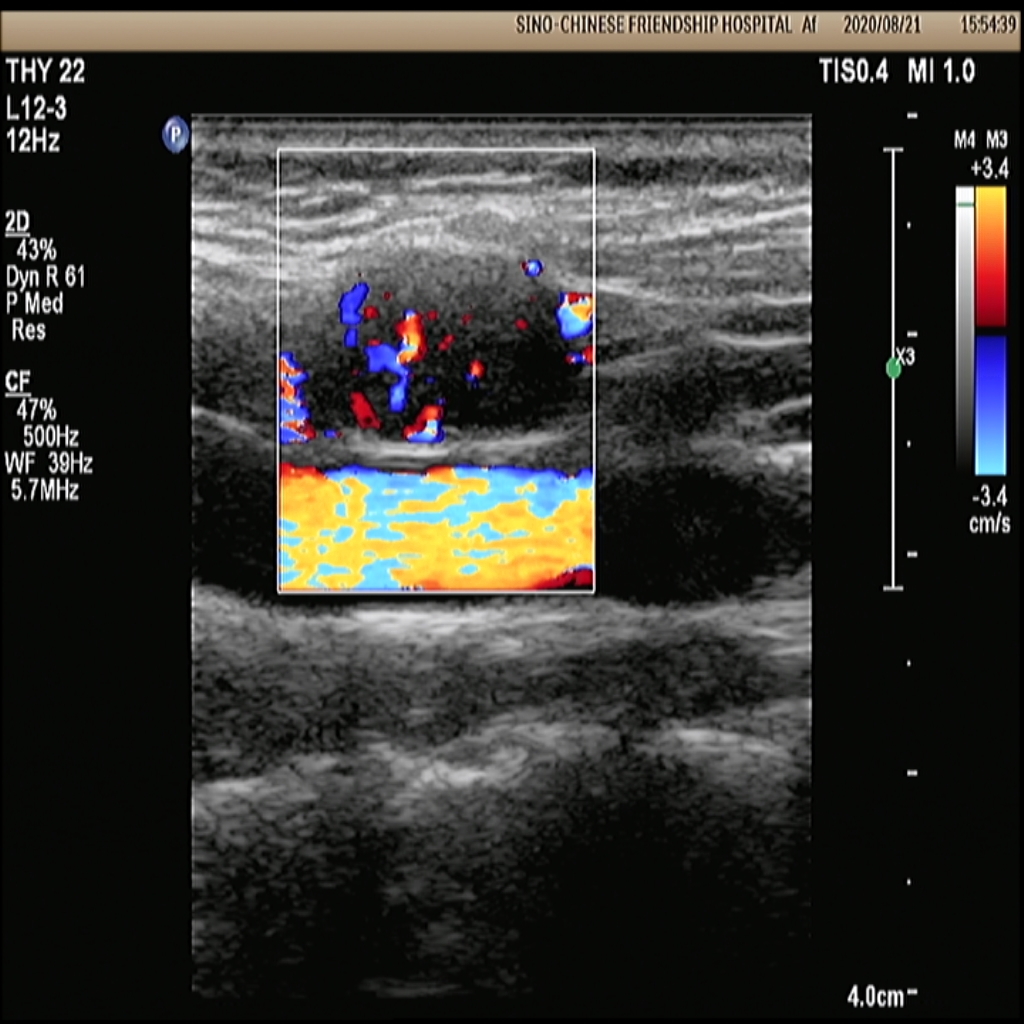 SINO-CHINESE FRIENDSHIP HOSPITAL Af 2020/08/21 15:54:39
THY 22
TIS0.4 MI 1.0
L12-3
12Hz
P
M4 M3
+3.4
2D
43%
Dyn R 61
P Med
Res
X3
CF
47%
500Hz
WF 39Hz
5.7MHz
-3.4
cm/s
4.0cm